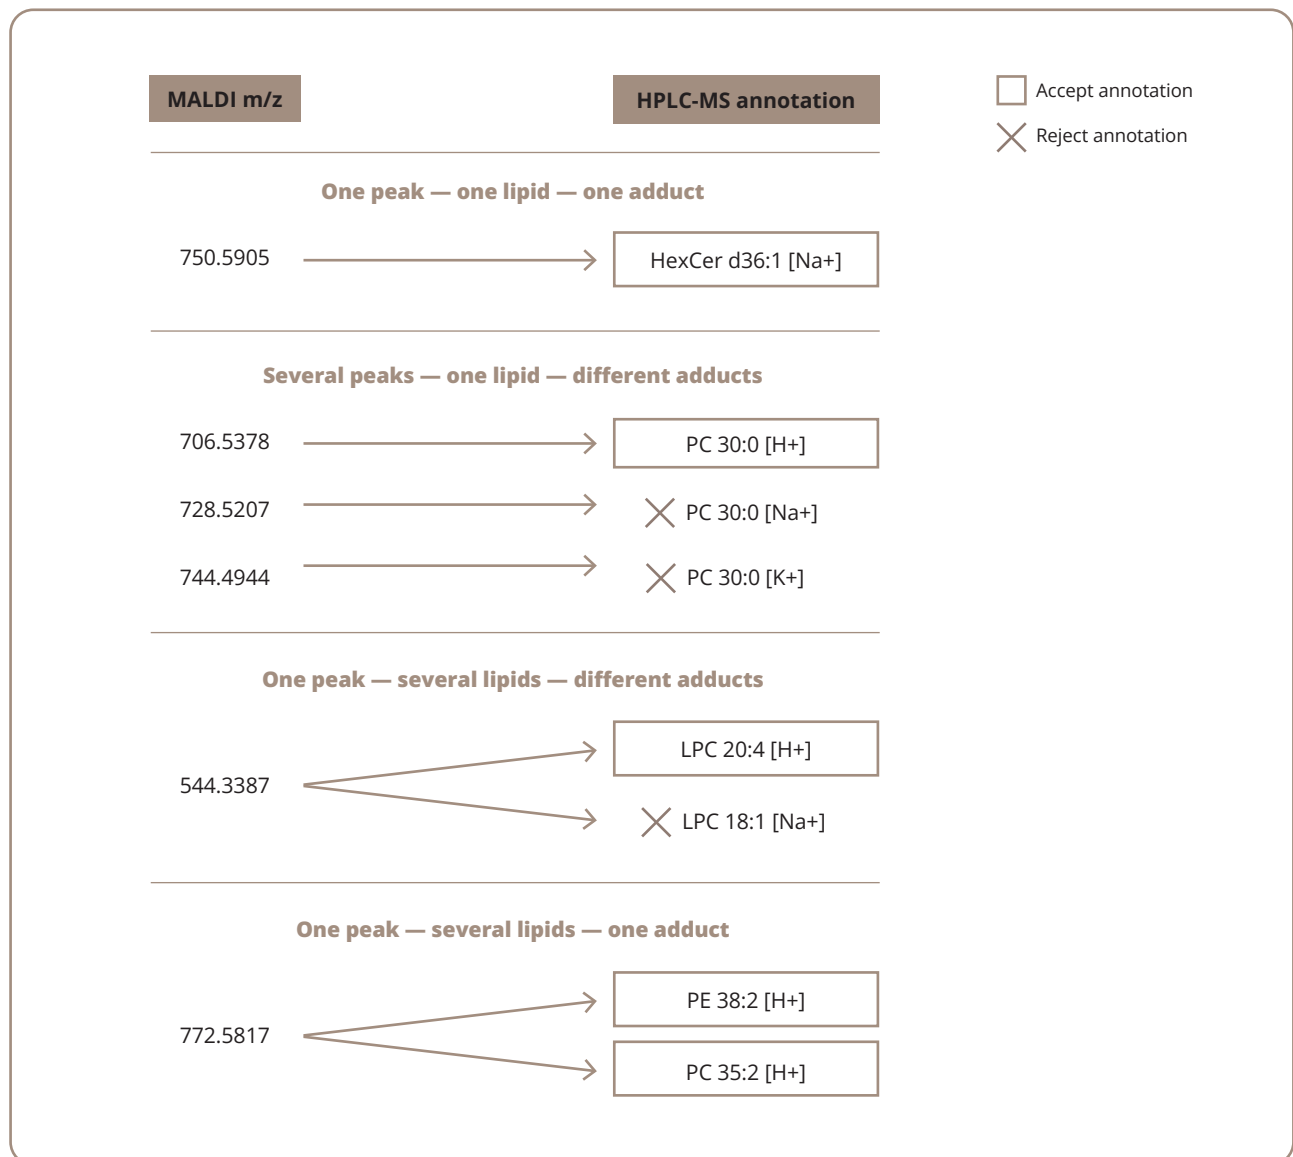 MALDI m/z
HPLC-MS annotation
Accept annotation
Reject annotation
One peak — one lipid — one adduct
750.5905
HexCer d36:1 [Na+]
Several peaks — one lipid — different adducts
706.5378
PC 30:0 [H+]
728.5207
PC 30:0 [Na+]
744.4944
PC 30:0 [K+]
One peak — several lipids — different adducts
544.3387
LPC 20:4 [H+]
LPC 18:1 [Na+]
One peak — several lipids — one adduct
772.5817
PE 38:2 [H+]
PC 35:2 [H+]